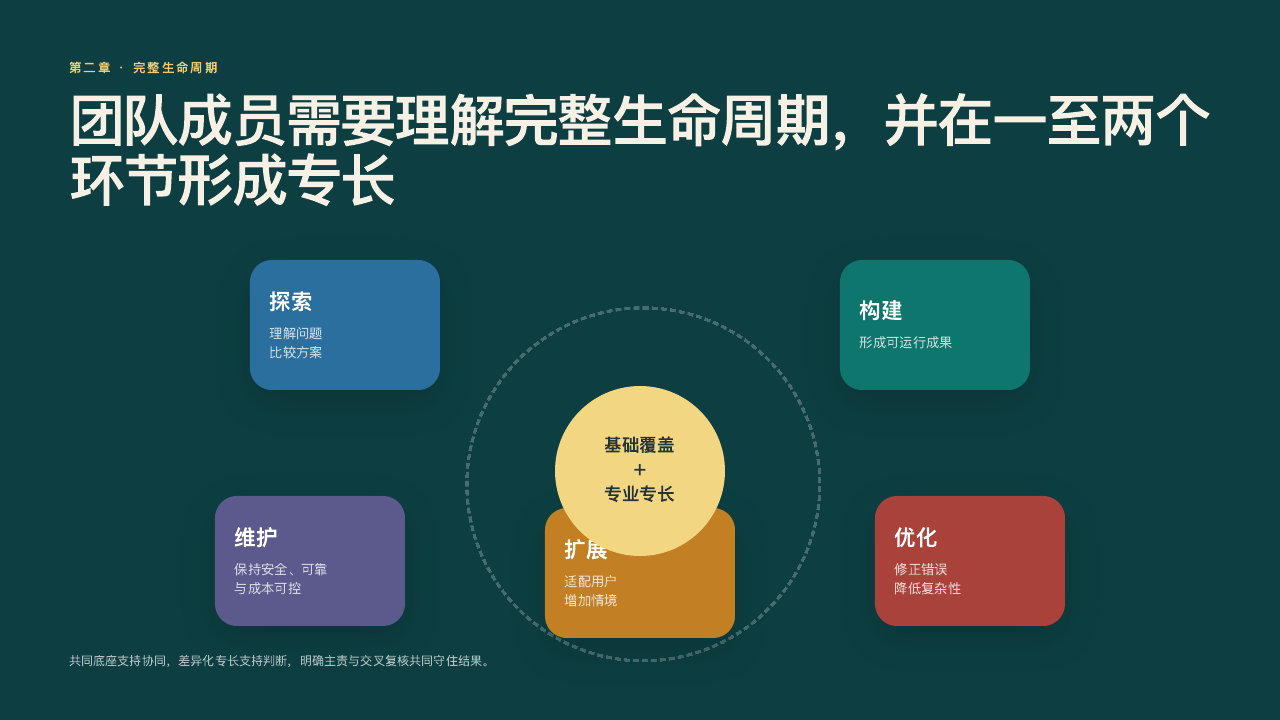 第二章 · 完整生命周期
团队成员需要理解完整生命周期，并在一至两个
环节形成专长
探索
理解问题
比较方案
构建
形成可运行成果
基础覆盖
+
专业专长
维护
保持安全、可靠
与成本可控
扩展
适配用户
增加情境
优化
修正错误
降低复杂性
共同底座支持协同，差异化专长支持判断，明确主责与交叉复核共同守住结果。